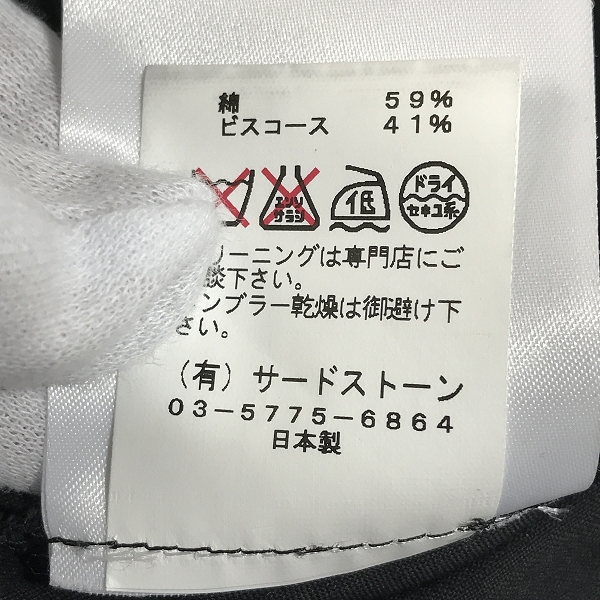 綿 59%
ビスコース 41%
エンソ
サラシ
低
ドライ
セキユ系
リーニングは専門店にご
談下さい。
ンブラー乾燥は御避け下
さい。
(有)サードストーン
03-5775-6864
日本製